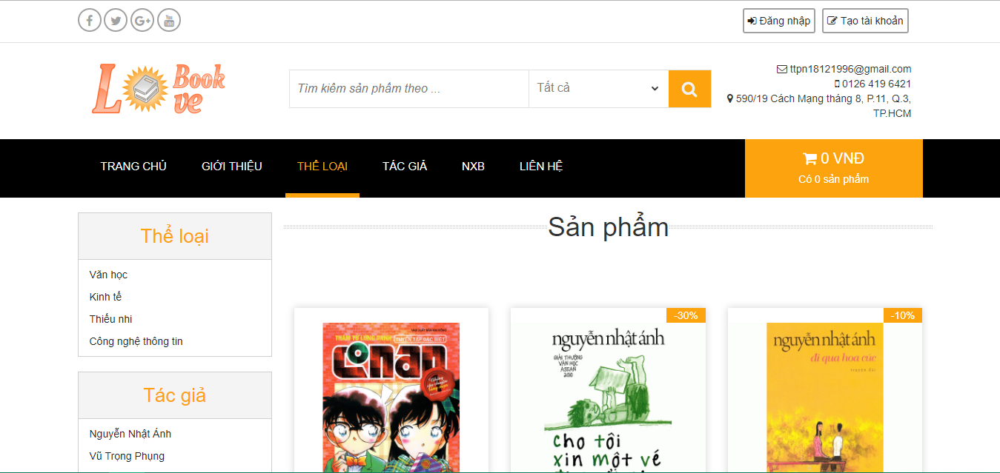 Đăng nhập
Tạo tài khoản
L Book
ve
Tìm kiếm sản phẩm theo ...
Tất cả
ttpn18121996@gmail.com
0126 419 6421
590/19 Cách Mạng tháng 8, P.11, Q.3,
TP.HCM
TRANG CHỦ
GIỚI THIỆU
THỂ LOẠI
TÁC GIẢ
NXB
LIÊN HỆ
0 VNĐ
Có 0 sản phẩm
Thể loại
Văn học
Kinh tế
Thiếu nhi
Công nghệ thông tin
Tác giả
Nguyễn Nhật Ánh
Vũ Trọng Phụng
Sản phẩm
THÁM TỬ LỪNG DANH
TUYỂN TẬP ĐẶC BIỆT
conan
-30%
nguyễn nhật ánh
GIẢI THƯỞNG
VĂN HỌC
ASEAN
2010
cho tôi
xin một vé
-10%
nguyễn nhật ánh
đi qua hoa cúc
truyện dài